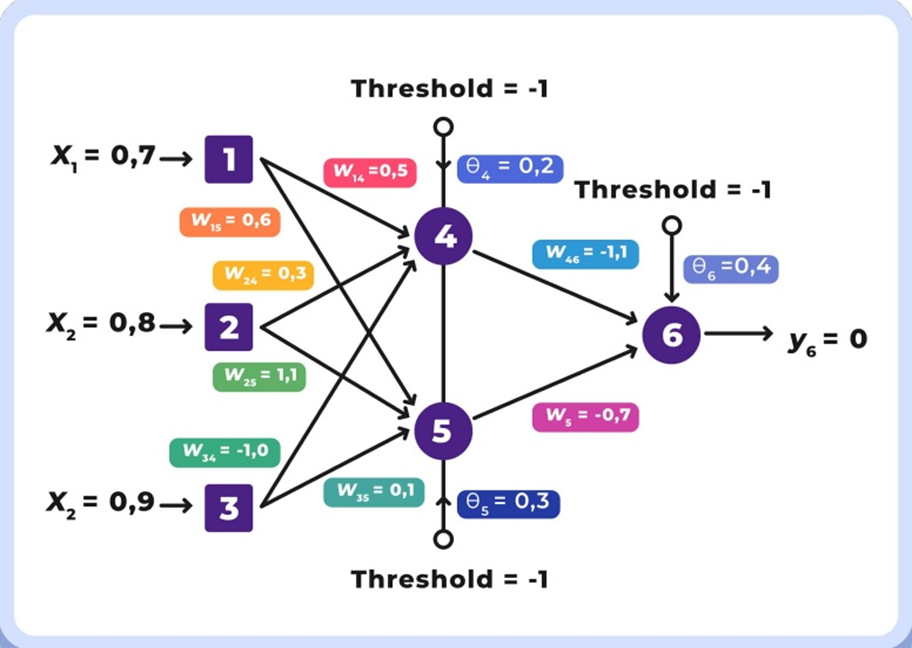 Threshold = -1
X₁ = 0,7
1
W₁₄ =0,5
θ₄ = 0,2
Threshold = -1
W₁₅ = 0,6
4
W₄₆ = -1,1
θ₆ =0,4
W₂₄ = 0,3
X₂ = 0,8
2
6
y₆ = 0
W₂₅ = 1,1
W₅ = -0,7
5
W₃₄ = -1,0
X₂ = 0,9
3
W₃₅ = 0,1
θ₅ = 0,3
Threshold = -1